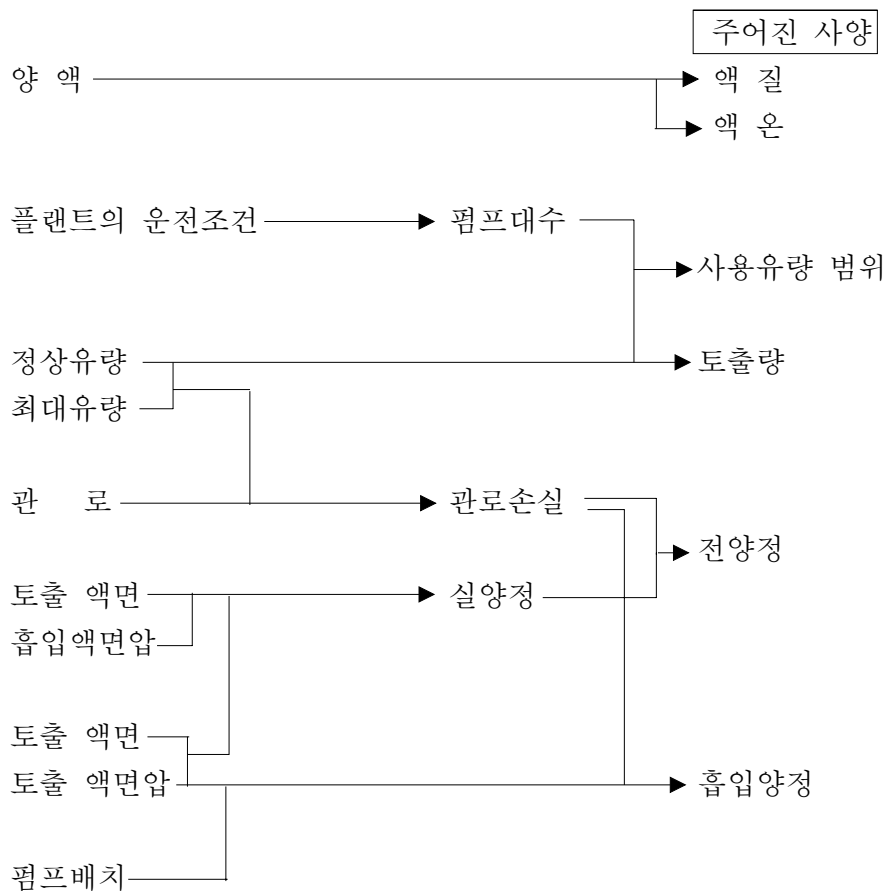 주어진 사양
양 액 액 질
액 온
플랜트의 운전조건 펌프대수
사용유량 범위
정상유량 토출량
최대유량
관 로 관로손실
전양정
토출 액면 실양정
흡입액면압
토출 액면
토출 액면압 흡입양정
펌프배치